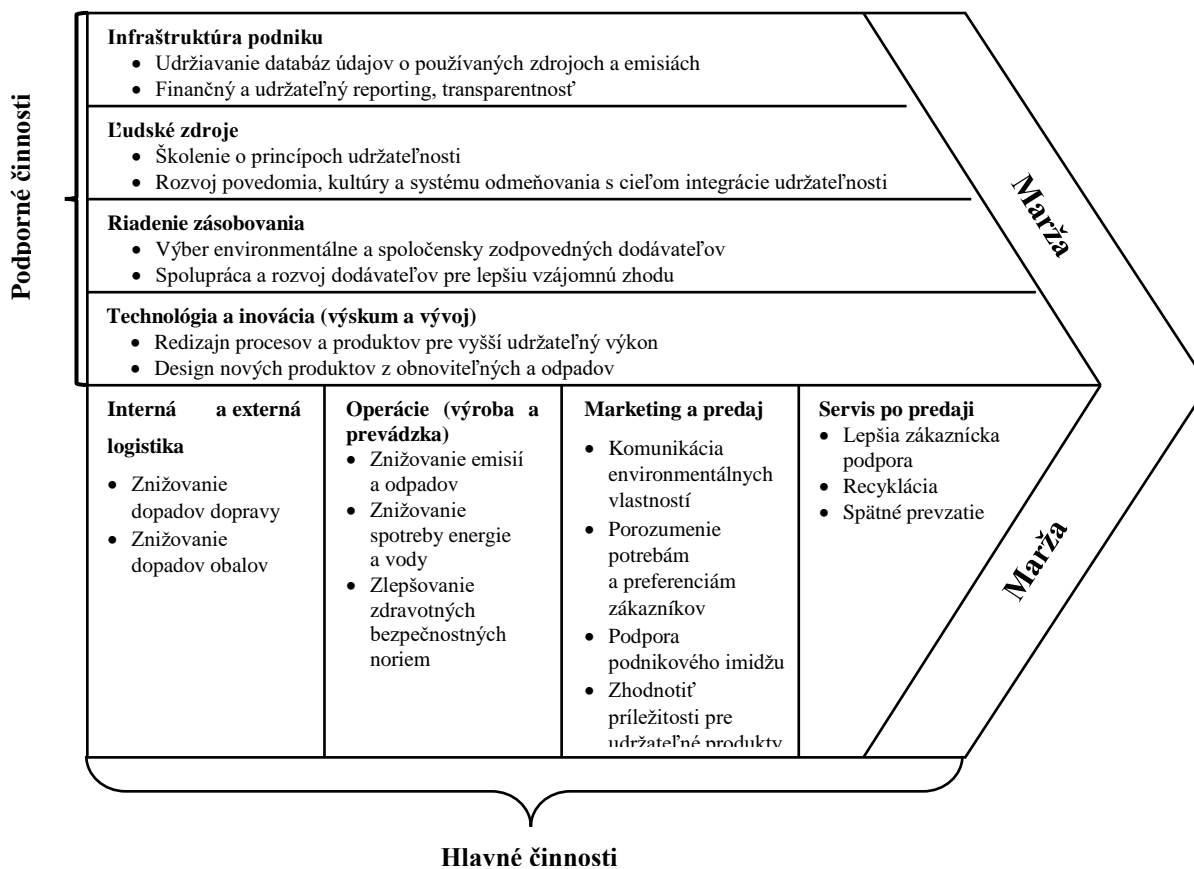 Podporné činnosti
Infraštruktúra podniku
• Udržiavanie databáz údajov o používaných zdrojoch a emisiách
• Finančný a udržateľný reporting, transparentnosť
Ľudské zdroje
• Školenie o princípoch udržateľnosti
• Rozvoj povedomia, kultúry a systému odmeňovania s cieľom integrácie udržateľnosti
Riadenie zásobovania
• Výber environmentálne a spoločensky zodpovedných dodávateľov
• Spolupráca a rozvoj dodávateľov pre lepšiu vzájomnú zhodu
Technológia a inovácia (výskum a vývoj)
• Redizajn procesov a produktov pre vyšší udržateľný výkon
• Design nových produktov z obnoviteľných a odpadov
Marža
Interná a externá
logistika
• Znižovanie
dopadov dopravy
• Znižovanie
dopadov obalov
Operácie (výroba a
prevádzka)
• Znižovanie emisií
a odpadov
• Znižovanie
spotreby energie
a vody
• Zlepšovanie
zdravotných
bezpečnostných
noriem
Marketing a predaj
• Komunikácia
environmentálnych
vlastností
• Porozumenie
potrebám
a preferenciám
zákazníkov
• Podpora
podnikového imidžu
• Zhodnotiť
príležitosti pre
udržateľné produkty
Servis po predaji
• Lepšia zákaznícka
podpora
• Recyklácia
• Spätné prevzatie
Marža
Hlavné činnosti